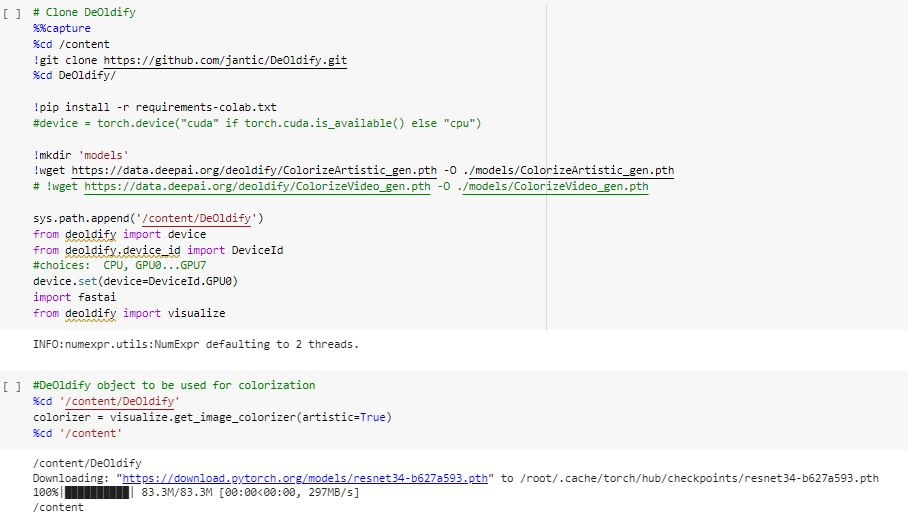 [ ] # Clone DeOldify
%%capture
%cd /content
!git clone https://github.com/jantic/DeOldify.git
%cd DeOldify/
!pip install -r requirements-colab.txt
#device = torch.device("cuda" if torch.cuda.is_available() else "cpu")
!mkdir 'models'
!wget https://data.deepai.org/deoldify/ColorizeArtistic_gen.pth -O ./models/ColorizeArtistic_gen.pth
# !wget https://data.deepai.org/deoldify/ColorizeVideo_gen.pth -O ./models/ColorizeVideo_gen.pth
sys.path.append('/content/DeOldify')
from deoldify import device
from deoldify.device_id import DeviceId
#choices:  CPU, GPU0...GPU7
device.set(device=DeviceId.GPU0)
import fastai
from deoldify import visualize
INFO:numexpr.utils:NumExpr defaulting to 2 threads.
[ ] #DeOldify object to be used for colorization
%cd '/content/DeOldify'
colorizer = visualize.get_image_colorizer(artistic=True)
%cd '/content'
/content/DeOldify
Downloading: "https://download.pytorch.org/models/resnet34-b627a593.pth" to /root/.cache/torch/hub/checkpoints/resnet34-b627a593.pth
100%|██████████| 83.3M/83.3M [00:00<00:00, 297MB/s]
/content